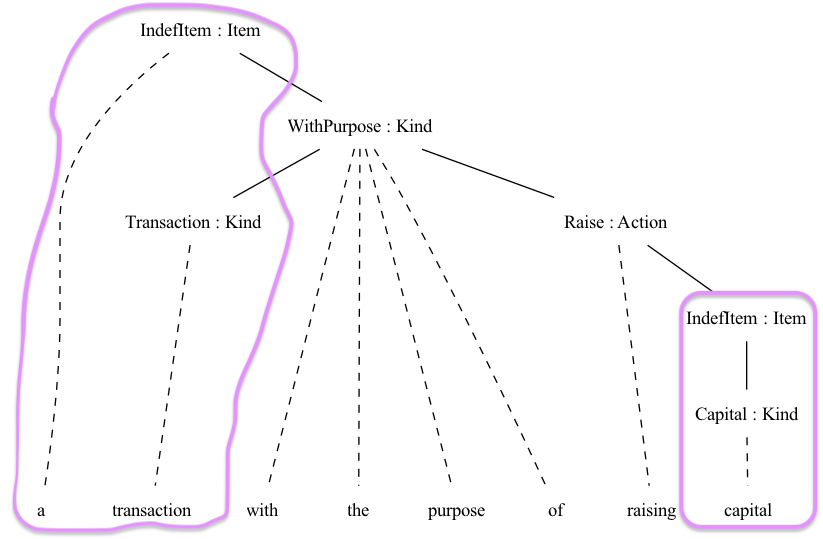 IndefItem : Item
WithPurpose : Kind
Transaction : Kind
Raise : Action
IndefItem : Item
Capital : Kind
a transaction with the purpose of raising capital